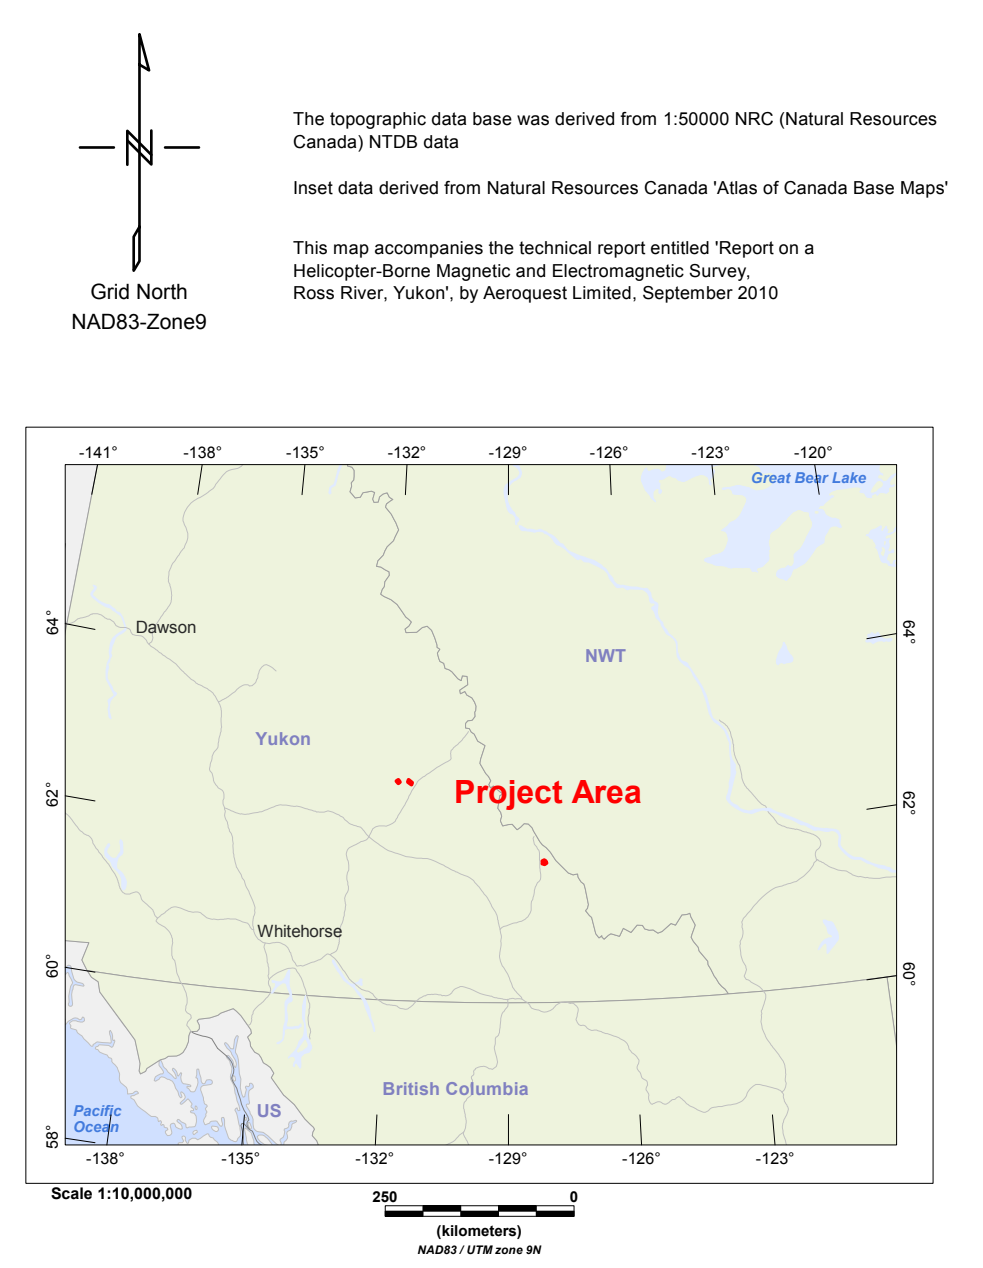 N
The topographic data base was derived from 1:50000 NRC (Natural Resources
Canada) NTDB data
Inset data derived from Natural Resources Canada 'Atlas of Canada Base Maps'
This map accompanies the technical report entitled 'Report on a
Helicopter-Borne Magnetic and Electromagnetic Survey,
Ross River, Yukon', by Aeroquest Limited, September 2010
Grid North
NAD83-Zone9
-141° -138° -135° -132° -129° -126° -123° -120°
Great Bear Lake
64° 64°
Dawson
NWT
Yukon
62° 62°
Project Area
Whitehorse
60° 60°
British Columbia
Pacific
Ocean
US
58°
-138° -135° -132° -129° -126° -123°
Scale 1:10,000,000
250 0
(kilometers)
NAD83 / UTM zone 9N